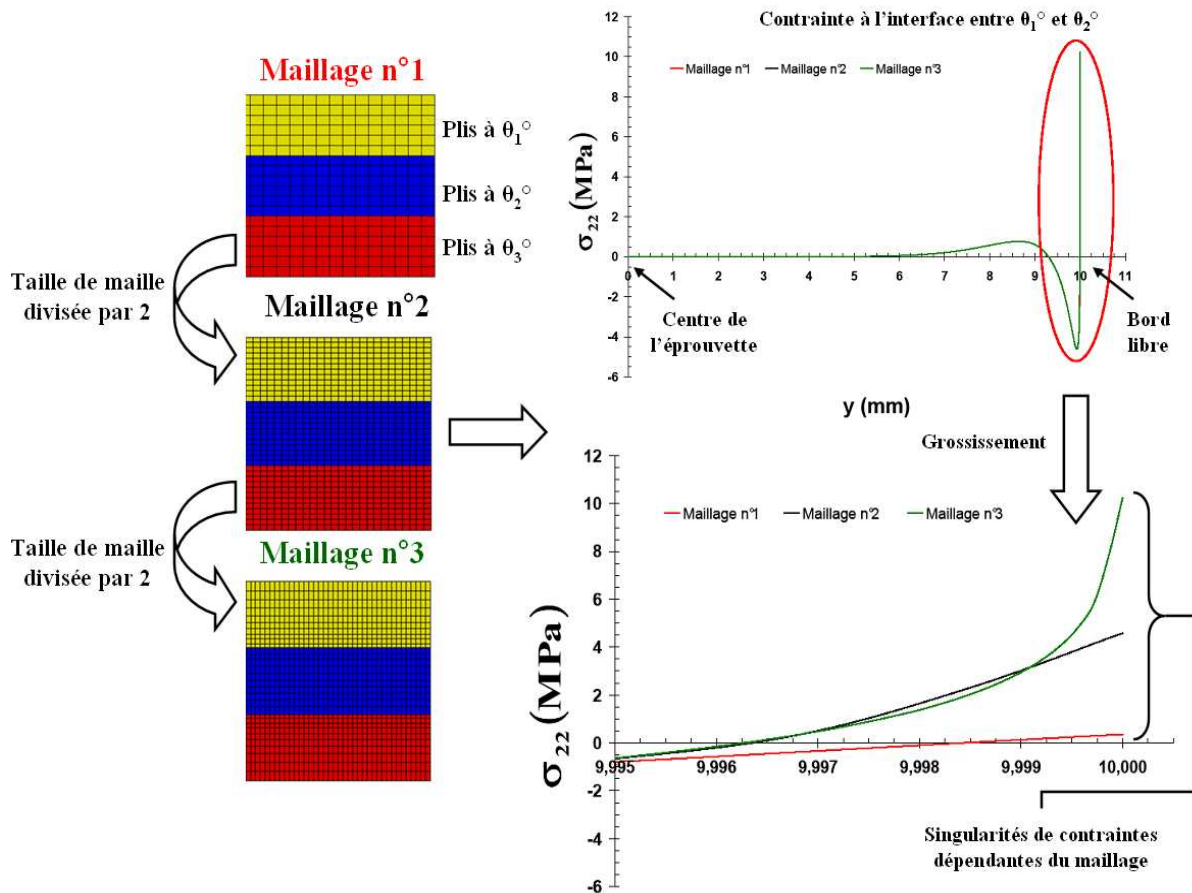 Maillage n°1
Plis à θ₁°
Plis à θ₂°
Plis à θ₃°
Taille de maille
divisée par 2
Maillage n°2
Taille de maille
divisée par 2
Maillage n°3
Contrainte à l'interface entre θ₁° et θ₂°
Maillage n°1 Maillage n°2 Maillage n°3
σ₂₂ (MPa)
12
10
8
6
4
2
0
-2
-4
-6
0 1 2 3 4 5 6 7 8 9 10 11
Centre de
l'éprouvette
Bord
libre
y (mm)
Grossissement
Maillage n°1 Maillage n°2 Maillage n°3
σ₂₂ (MPa)
12
10
8
6
4
2
0
-2
-4
-6
9,995 9,996 9,997 9,998 9,999 10,000
Singularités de contraintes
dépendantes du maillage